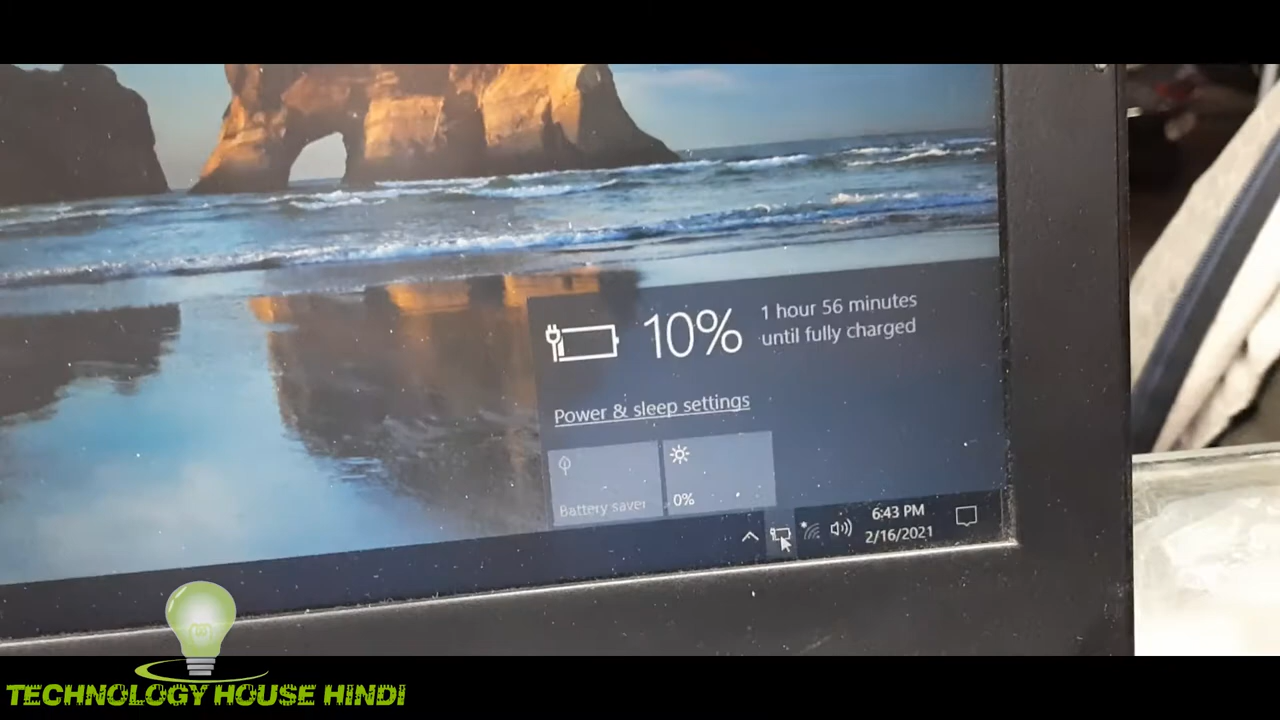 10%
1 hour 56 minutes
until fully charged
Power & sleep settings
Battery saver
0%
6:43 PM
2/16/2021
TECHNOLOGY HOUSE HINDI